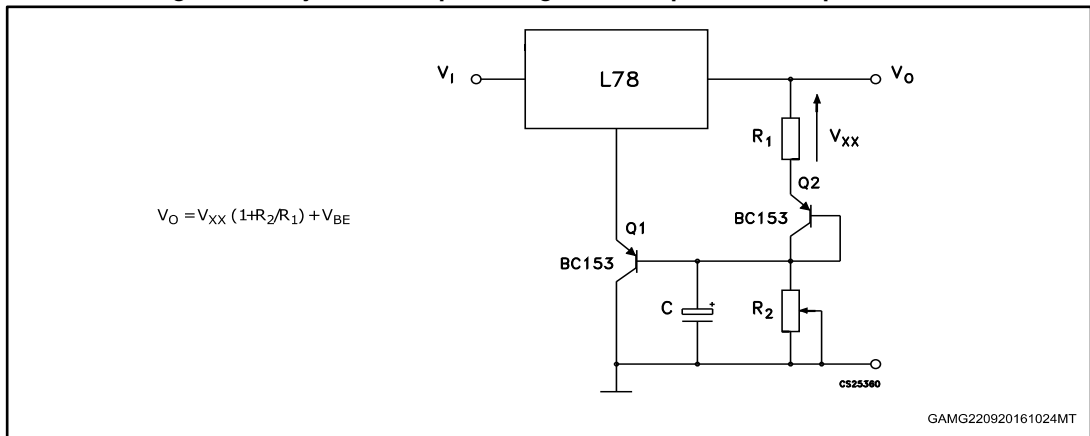 V_I
L78
V_O
R_1
V_XX
Q2
V_O = V_XX (1+R_2/R_1) + V_BE
BC153
Q1
BC153
C
+
R_2
CS25360
GAMG220920161024MT